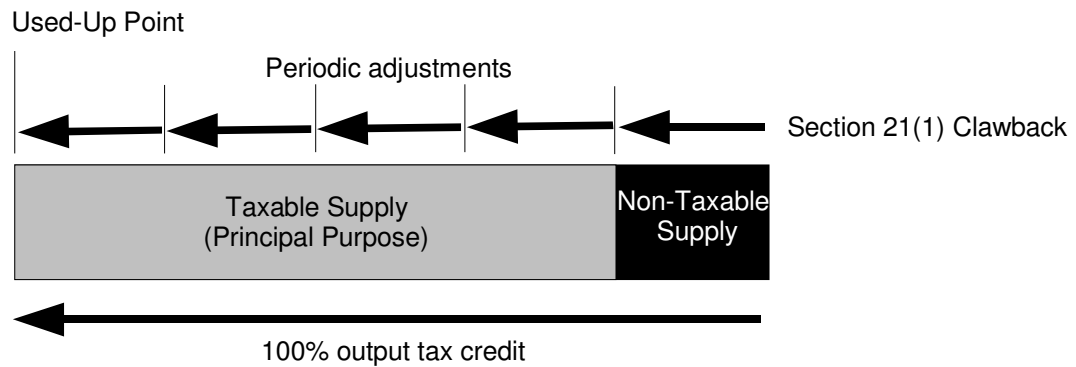 Used-Up Point
Periodic adjustments
Section 21(1) Clawback
Taxable Supply
(Principal Purpose)
Non-Taxable
Supply
100% output tax credit